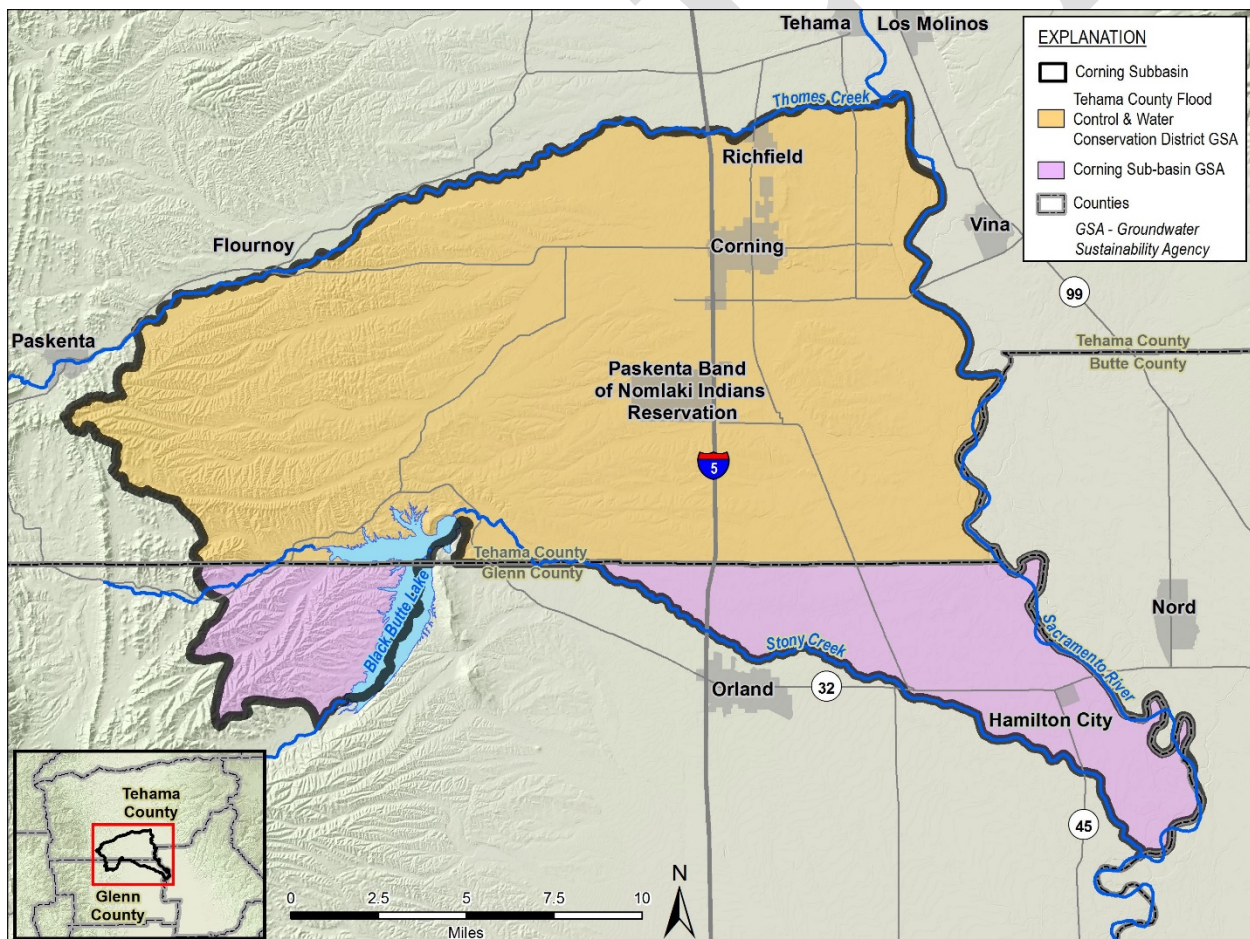 Tehama
Los Molinos
Thomes Creek
Richfield
Flournoy
Corning
Vina
99
Paskenta
Tehama County
Butte County
Paskenta Band
of Nomlaki Indians
Reservation
5
Tehama County
Glenn County
Black Butte Lake
Stony Creek
Orland
32
Sacramento River
Nord
Hamilton City
45
EXPLANATION
Corning Subbasin
Tehama County Flood
Control & Water
Conservation District GSA
Corning Sub-basin GSA
Counties
GSA - Groundwater
Sustainability Agency
Tehama
County
Glenn
County
0 2.5 5 7.5 10
Miles
N